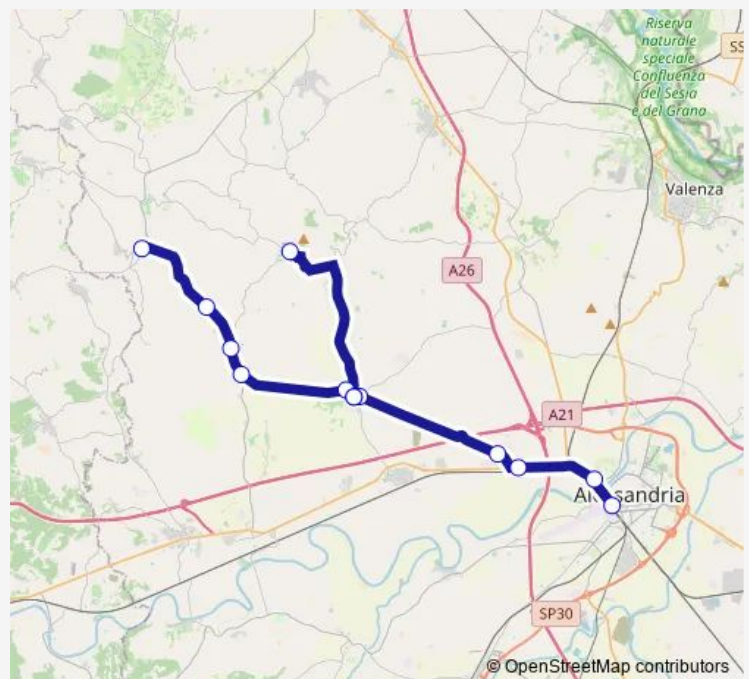 Riserva
naturale
speciale
Confluenza
del Sesia
e del Grana
SS
Valenza
A26
A21
Alessandria
SP30
© OpenStreetMap contributors